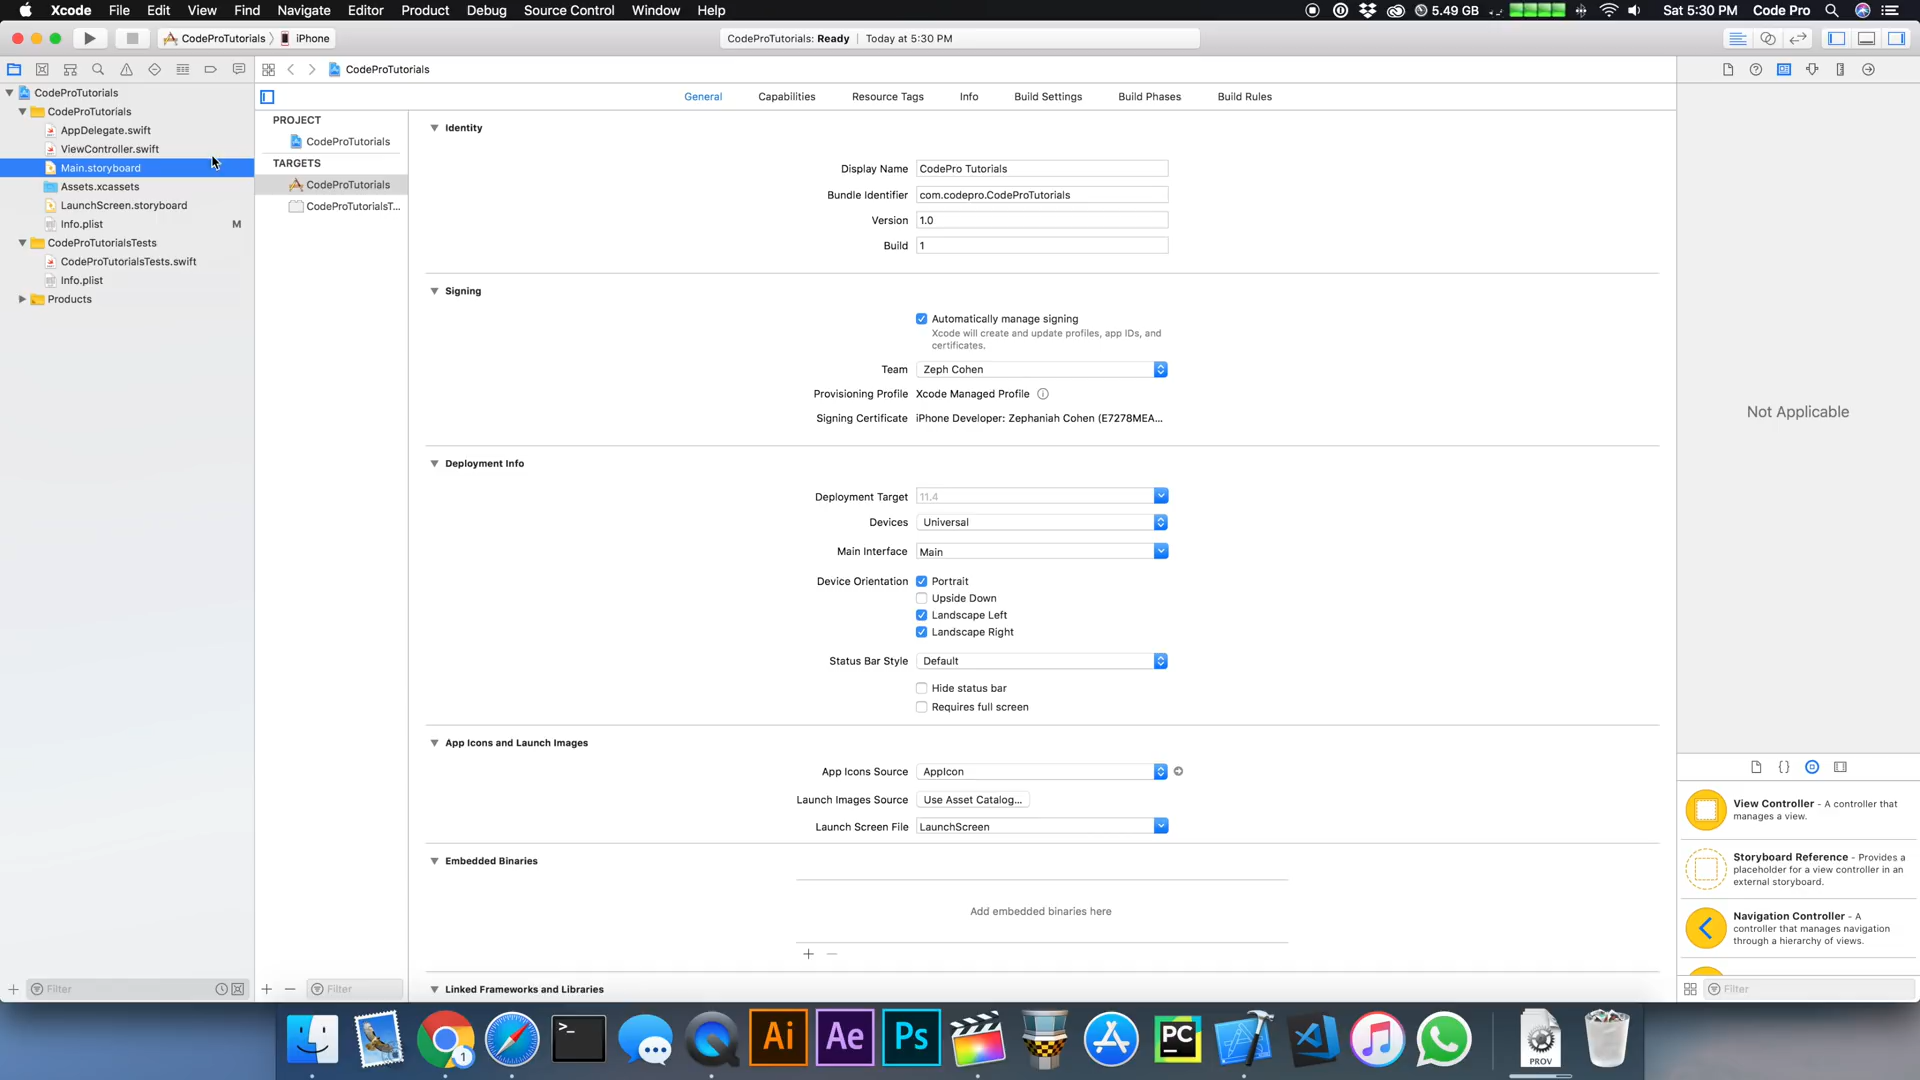 Xcode File Edit View Find Navigate Editor Product Debug Source Control Window Help 5.49 GB Sat 5:30 PM Code Pro
CodeProTutorials iPhone CodeProTutorials: Ready Today at 5:30 PM
CodeProTutorials
CodeProTutorials
CodeProTutorials
AppDelegate.swift
ViewController.swift
Main.storyboard
Assets.xcassets
LaunchScreen.storyboard
Info.plist M
CodeProTutorialsTests
CodeProTutorialsTests.swift
Info.plist
Products
Filter
General Capabilities Resource Tags Info Build Settings Build Phases Build Rules
PROJECT
CodeProTutorials
TARGETS
CodeProTutorials
CodeProTutorialsT...
Filter
Identity
Display Name CodePro Tutorials
Bundle Identifier com.codepro.CodeProTutorials
Version 1.0
Build 1
Signing
Automatically manage signing
Xcode will create and update profiles, app IDs, and
certificates.
Team Zeph Cohen
Provisioning Profile Xcode Managed Profile
Signing Certificate iPhone Developer: Zephaniah Cohen (E7278MEA...
Deployment Info
Deployment Target 11.4
Devices Universal
Main Interface Main
Device Orientation Portrait
Upside Down
Landscape Left
Landscape Right
Status Bar Style Default
Hide status bar
Requires full screen
App Icons and Launch Images
App Icons Source AppIcon
Launch Images Source Use Asset Catalog...
Launch Screen File LaunchScreen
Embedded Binaries
Add embedded binaries here
Linked Frameworks and Libraries
Not Applicable
View Controller - A controller that
manages a view.
Storyboard Reference - Provides a
placeholder for a view controller in an
external storyboard.
Navigation Controller - A
controller that manages navigation
through a hierarchy of views.
Filter
1 Ai Ae Ps PC PROV